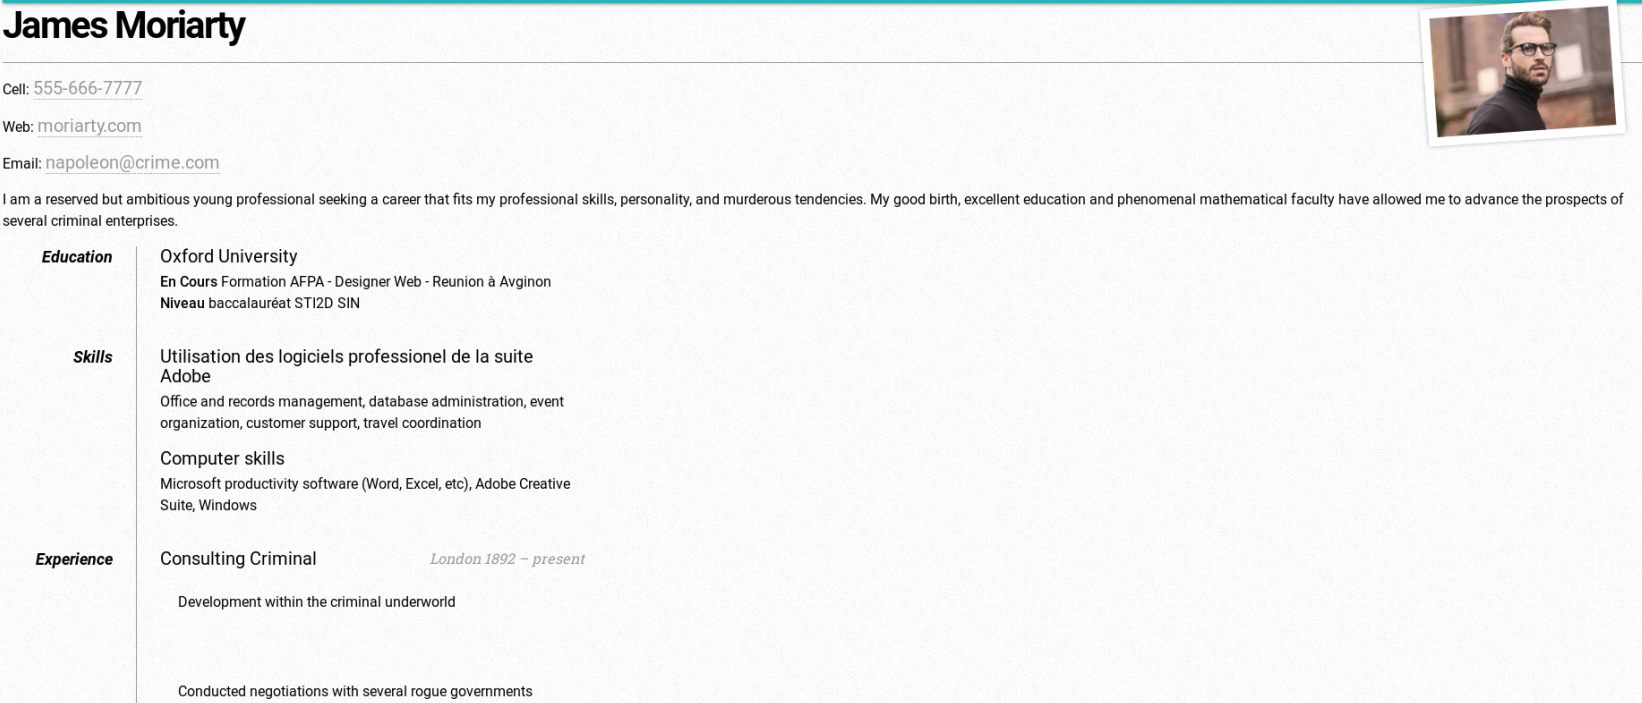 James Moriarty
Cell: 555-666-7777
Web: moriarty.com
Email: napoleon@crime.com
I am a reserved but ambitious young professional seeking a career that fits my professional skills, personality, and murderous tendencies. My good birth, excellent education and phenomenal mathematical faculty have allowed me to advance the prospects of
several criminal enterprises.
Education
Oxford University
En Cours Formation AFPA - Designer Web - Reunion à Avginon
Niveau baccalauréat STI2D SIN
Skills
Utilisation des logiciels professionel de la suite
Adobe
Office and records management, database administration, event
organization, customer support, travel coordination
Computer skills
Microsoft productivity software (Word, Excel, etc), Adobe Creative
Suite, Windows
Experience
Consulting Criminal
London 1892 – present
Development within the criminal underworld
Conducted negotiations with several rogue governments